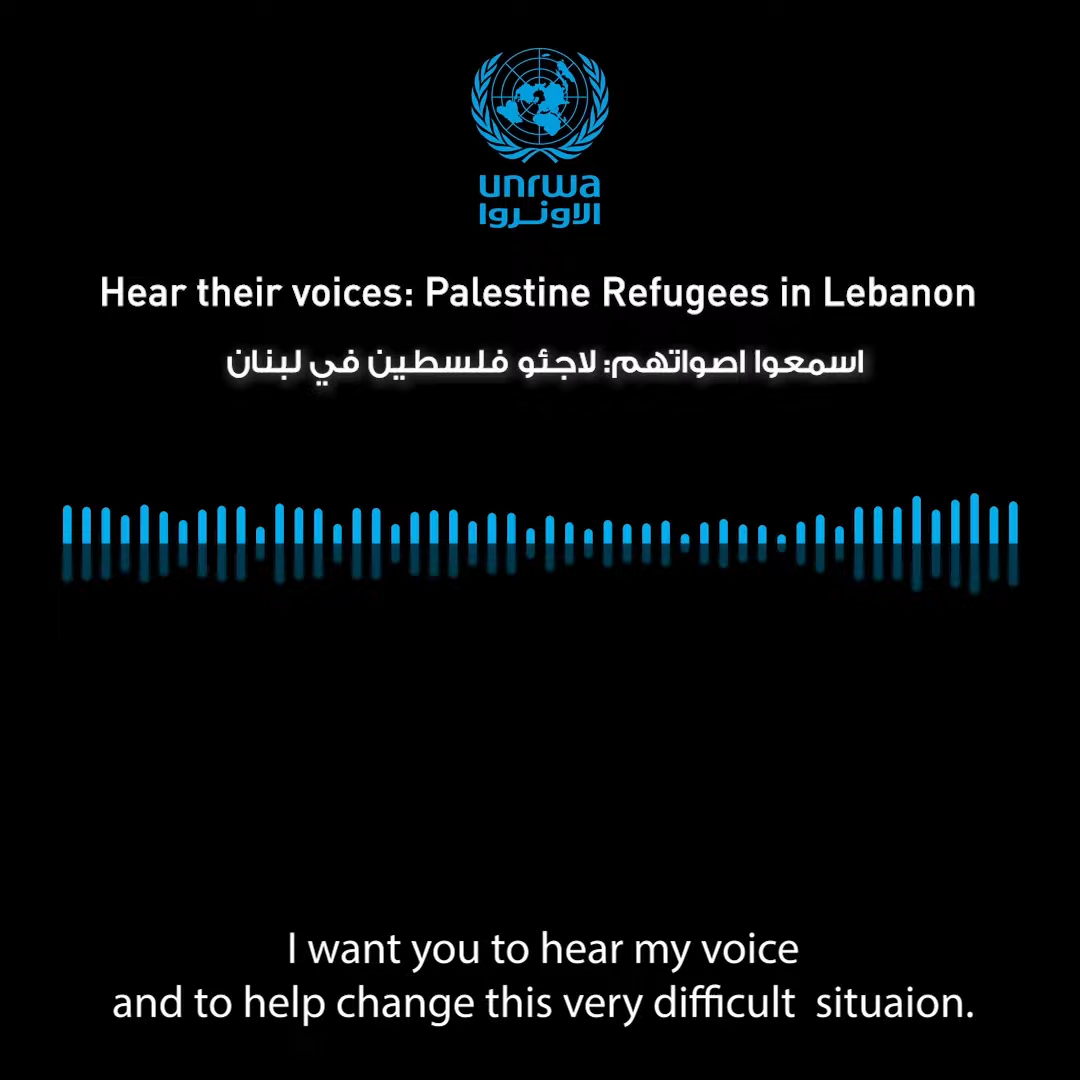 unrwa
الاونروا
Hear their voices: Palestine Refugees in Lebanon
اسمعوا اصواتهم: لاجئو فلسطين في لبنان
I want you to hear my voice
and to help change this very difficult situaion.